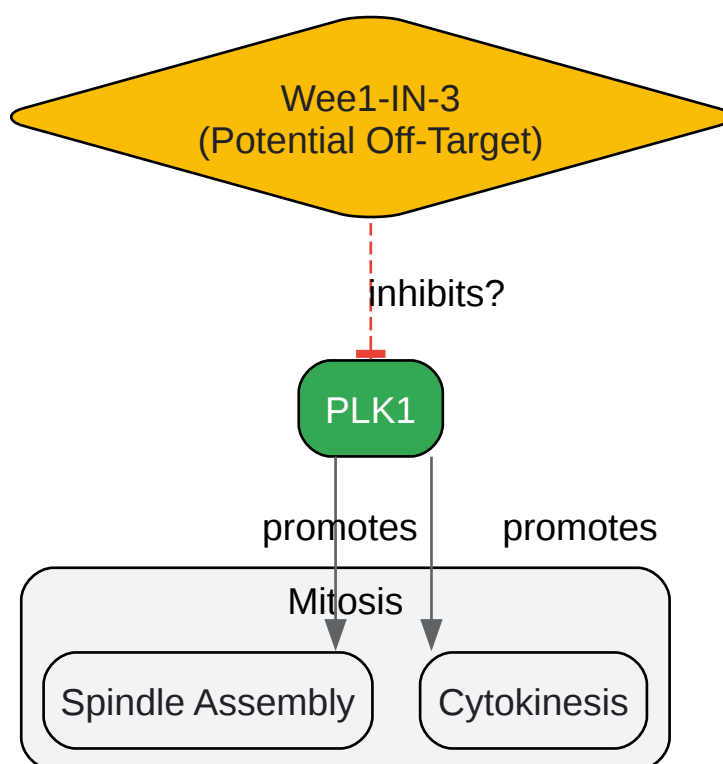 Wee1-IN-3
(Potential Off-Target)
inhibits?
PLK1
promotes
promotes
Mitosis
Spindle Assembly
Cytokinesis